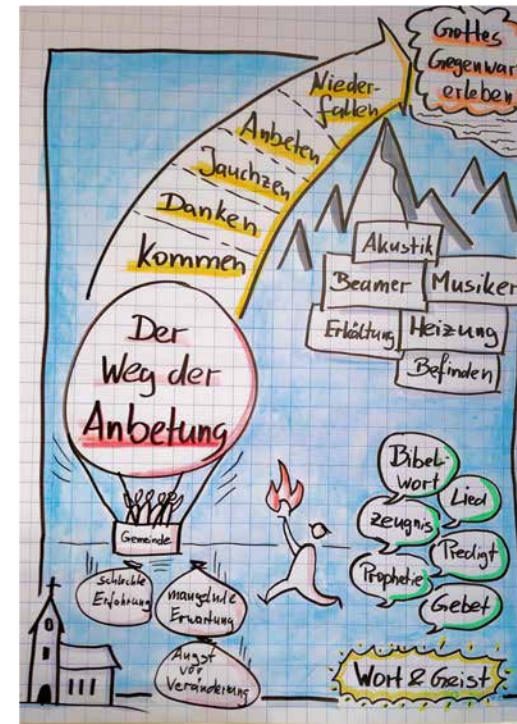 Gottes
Gegenwart
erleben
Nieder-
fallen
Anbeten
Jauchzen
Danken
Kommen
Akustik
Beamer
Musiker
Erkältung
Heizung
Befinden
Der
Weg der
Anbetung
Gemeinde
schlechte
Erfahrung
mangelnde
Erwartung
Angst
vor
Veränderung
Bibel-
wort
Lied
Zeugnis
Predigt
Prophetie
Gebet
Wort & Geist